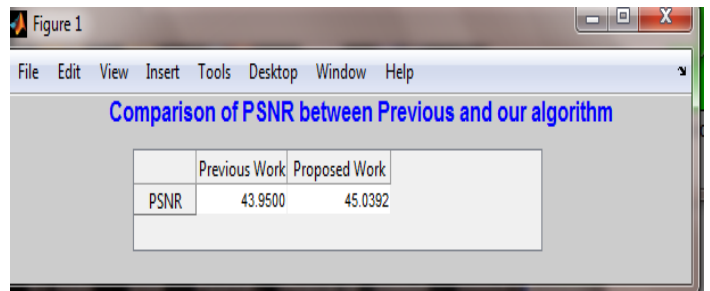 Figure 1
File Edit View Insert Tools Desktop Window Help
Comparison of PSNR between Previous and our algorithm
Previous Work Proposed Work
PSNR 43.9500 45.0392